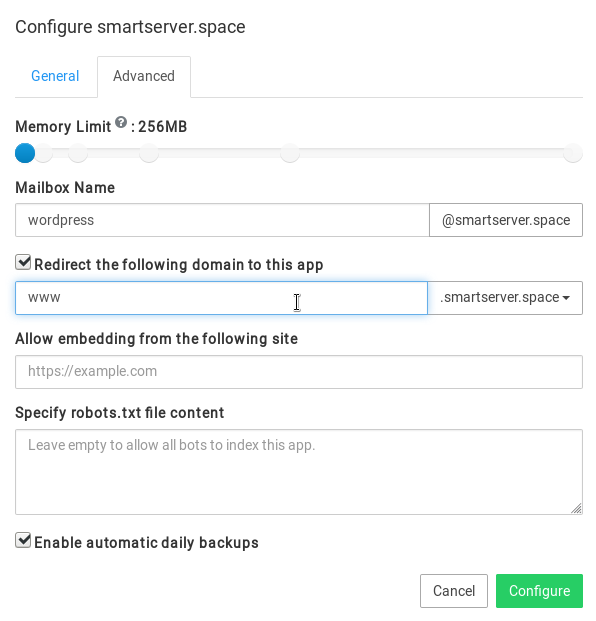 Configure smartserver.space
General Advanced
Memory Limit ? : 256MB
Mailbox Name
wordpress @smartserver.space
Redirect the following domain to this app
www .smartserver.space
Allow embedding from the following site
https://example.com
Specify robots.txt file content
Leave empty to allow all bots to index this app.
Enable automatic daily backups
Cancel Configure